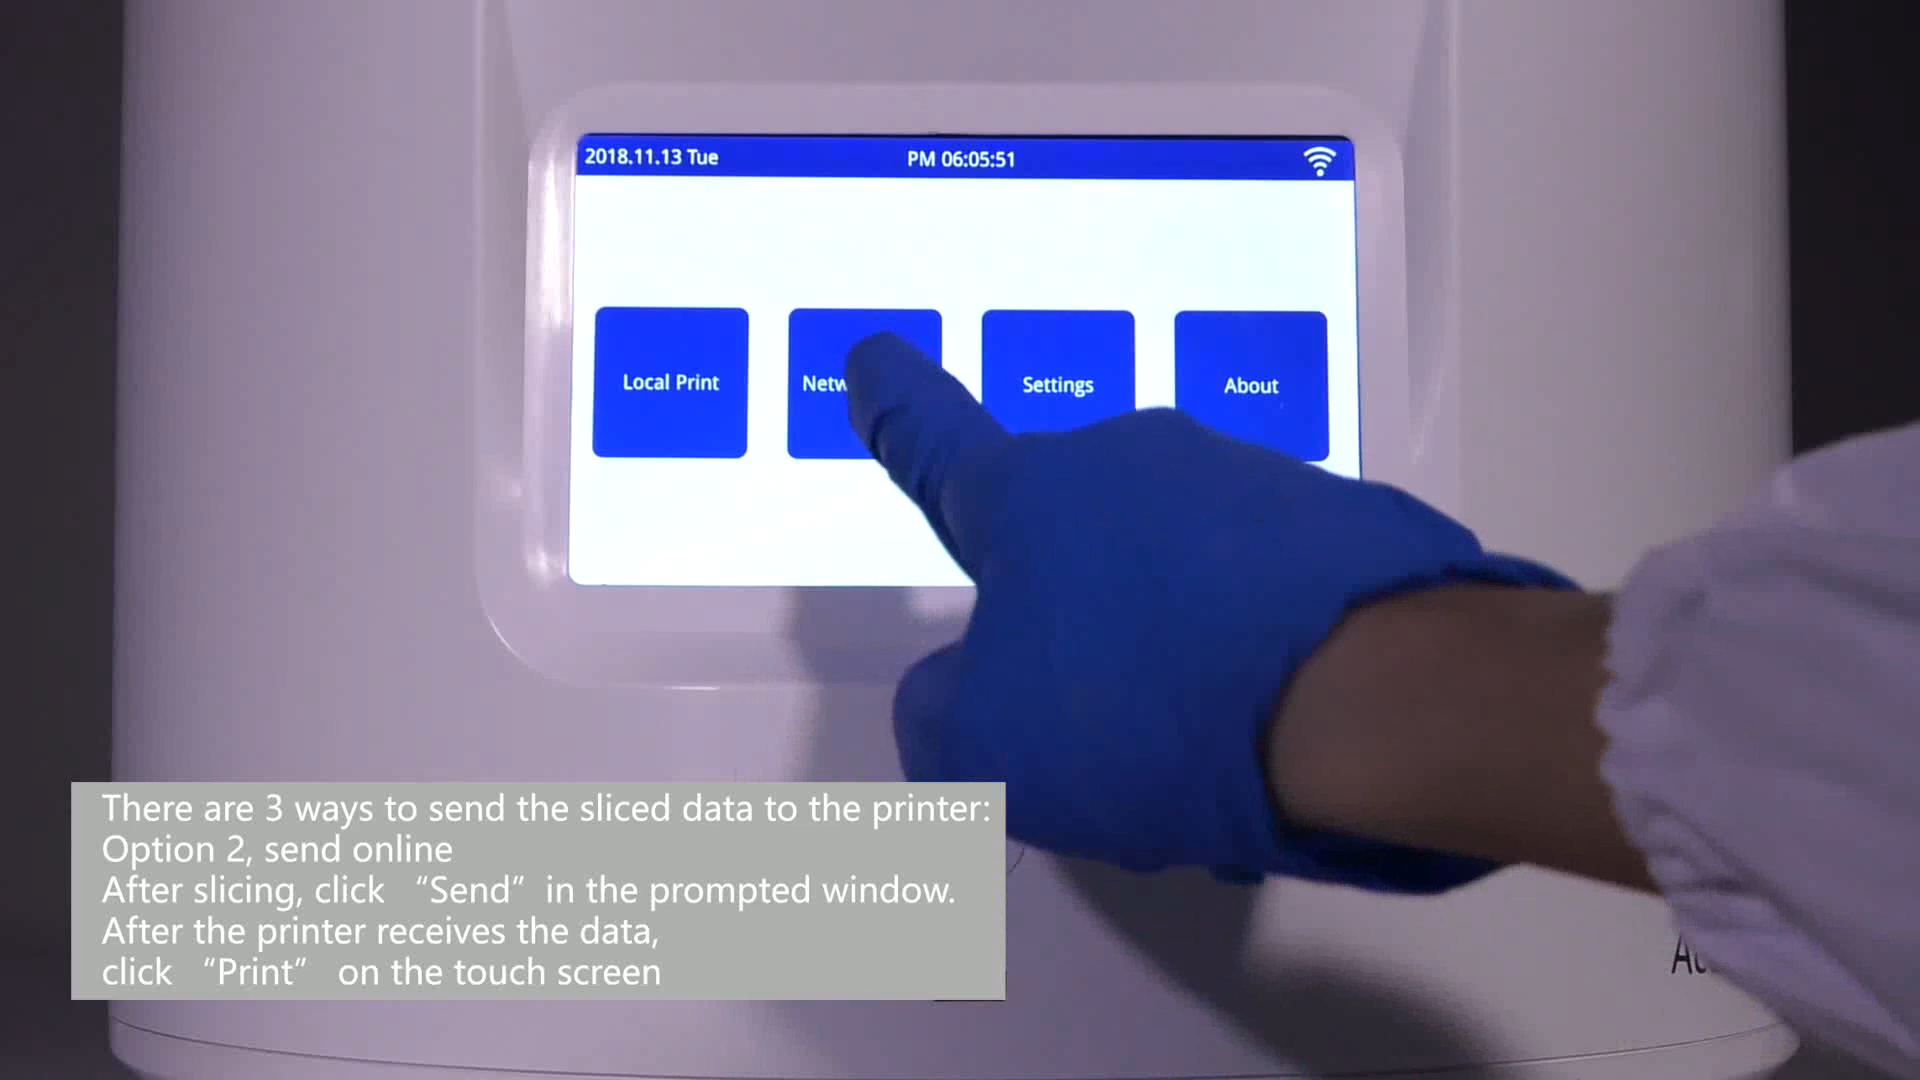 2018.11.13 Tue
PM 06:05:51
Local Print
Settings
About
There are 3 ways to send the sliced data to the printer:
Option 2, send online
After slicing, click “Send” in the prompted window.
After the printer receives the data,
click “Print” on the touch screen